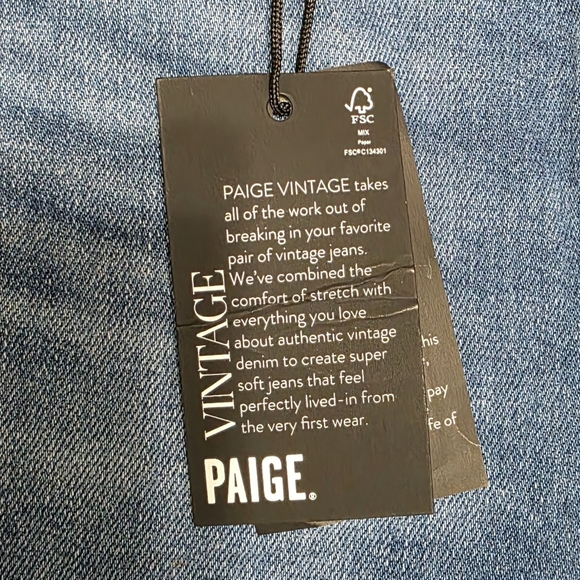 FSC
MIX
Paper
FSC® C134301
PAIGE VINTAGE takes
all of the work out of
breaking in your favorite
pair of vintage jeans.
We've combined the
comfort of stretch with
everything you love
about authentic vintage
denim to create super
soft jeans that feel
perfectly lived-in from
the very first wear.
VINTAGE
PAIGE®
his
pay
fe of